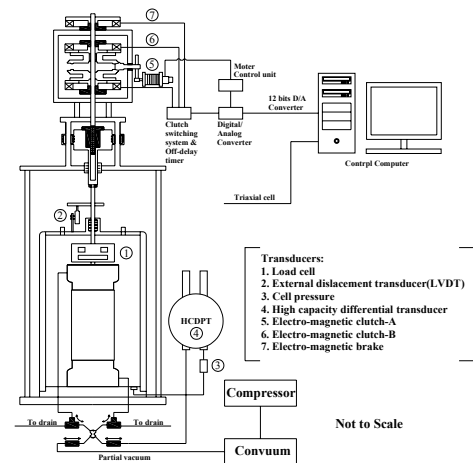 ⑦
⑥
⑤
Moter
Control unit
12 bits D/A
Converter
Clutch
switching
system &
Off-delay
timer
Digital/
Analog
Converter
Contrpl Computer
Triaxial cell
②
①
Transducers:
1. Load cell
2. External dislacement transducer(LVDT)
3. Cell pressure
4. High capacity differential transducer
5. Electro-magnetic clutch-A
6. Electro-magnetic clutch-B
7. Electro-magnetic brake
HCDPT
④
③
Compressor
Not to Scale
To drain
To drain
Partial vacuum
Convuum